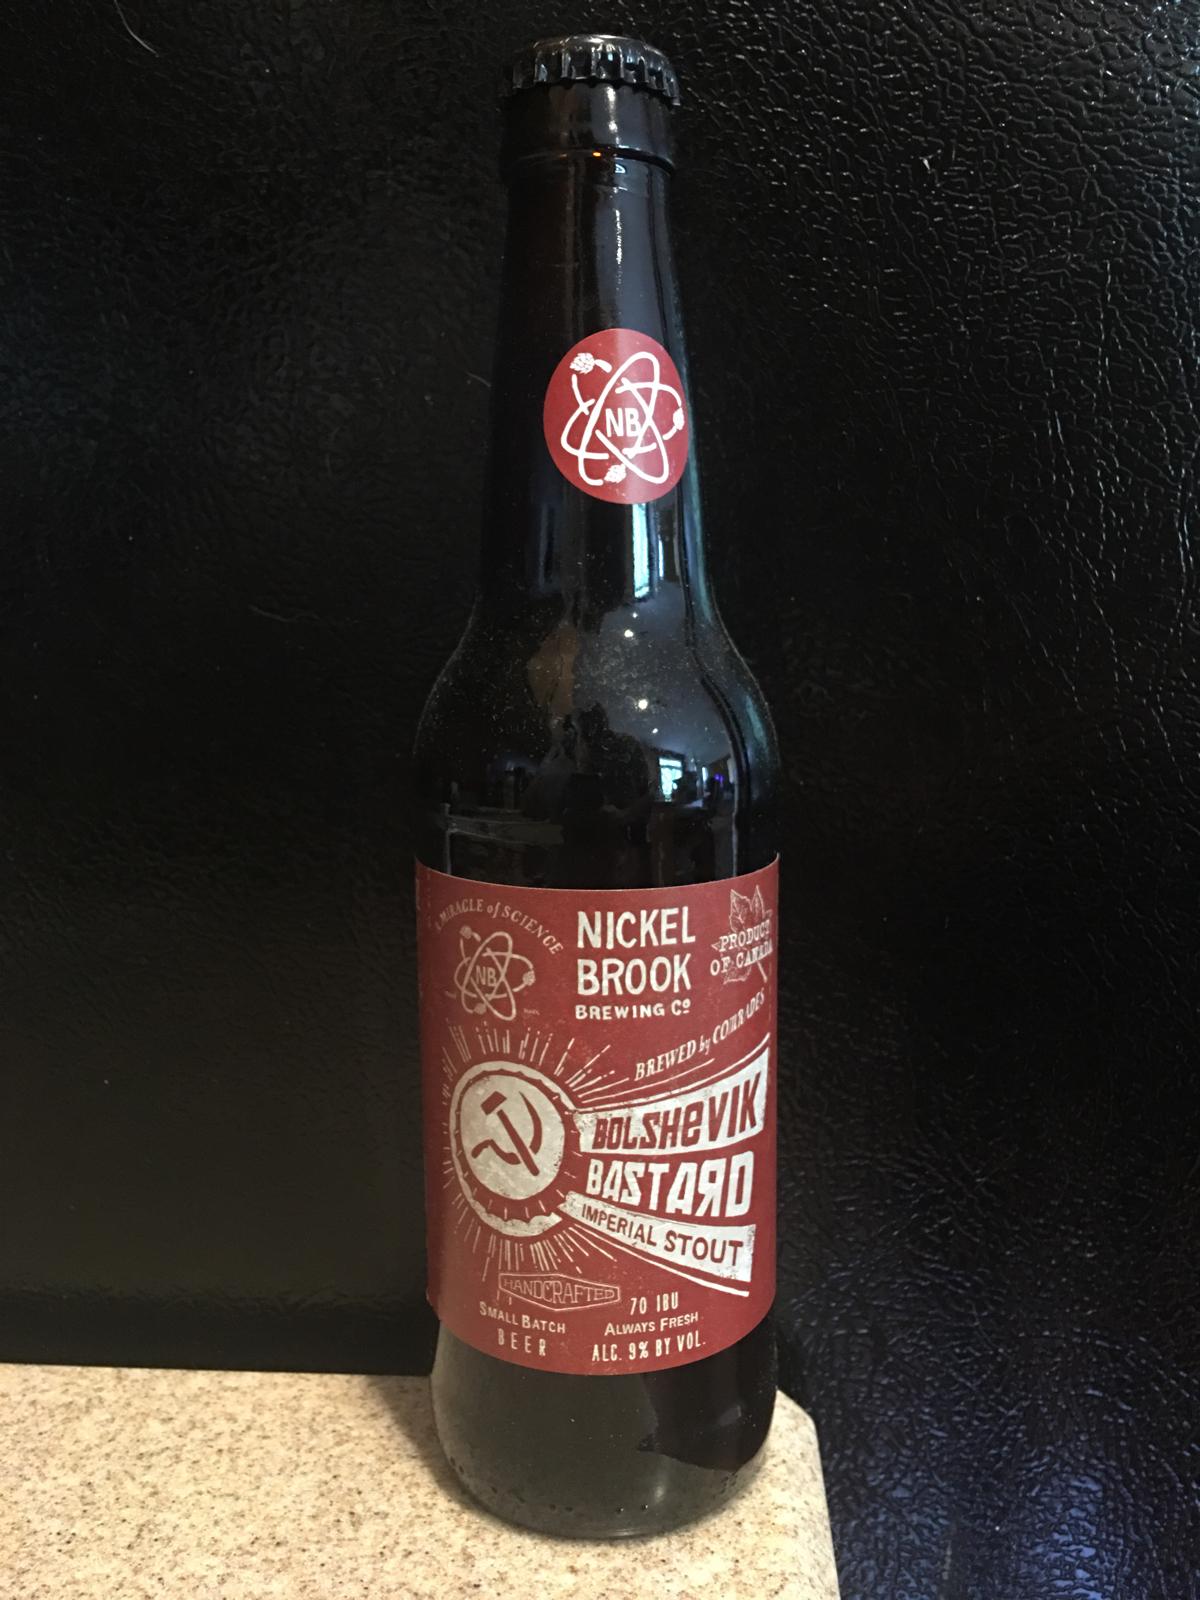 NB
A MIRACLE of SCIENCE
NB
NICKEL
BROOK
BREWING Co
PRODUCT
OF CANADA
BREWED by COMRADES
BOLSHeVIK
BASTAЯD
IMPERIAL STOUT
HANDCRAFTED
SMALL BATCH
BEER
70 IBU
ALWAYS FRESH
ALC. 9% BY VOL.